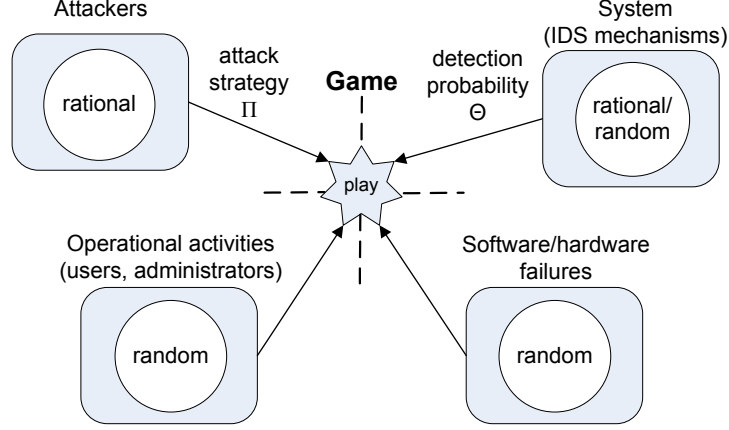 Attackers
rational
attack
strategy
Π
Game
detection
probability
Θ
System
(IDS mechanisms)
rational/
random
play
Operational activities
(users, administrators)
random
Software/hardware
failures
random